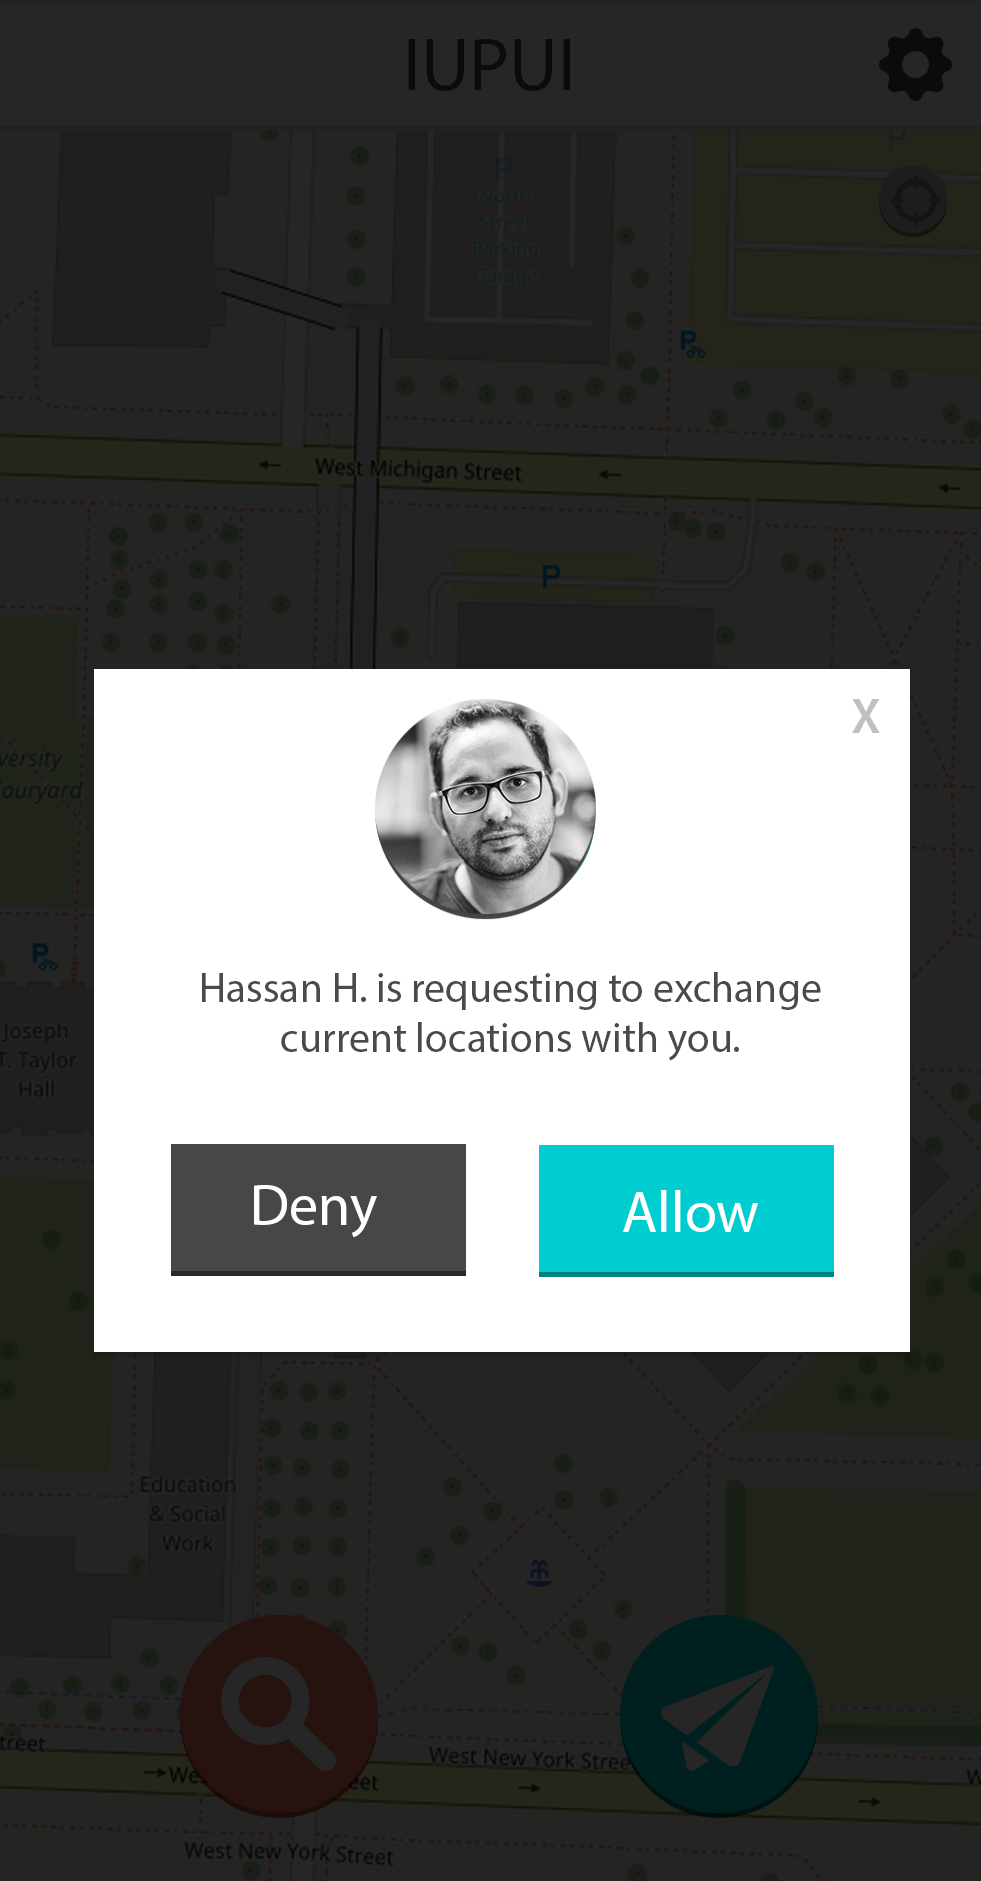 IUPUI
P
P
North
Street
Parking
Garage
P
West Michigan Street
P
X
versity
ouryard
Hassan H. is requesting to exchange
current locations with you.
P
Joseph
T. Taylor
Hall
Deny
Allow
Education
& Social
Work
treet
West New York Stree
We
eet
W
West New York Street